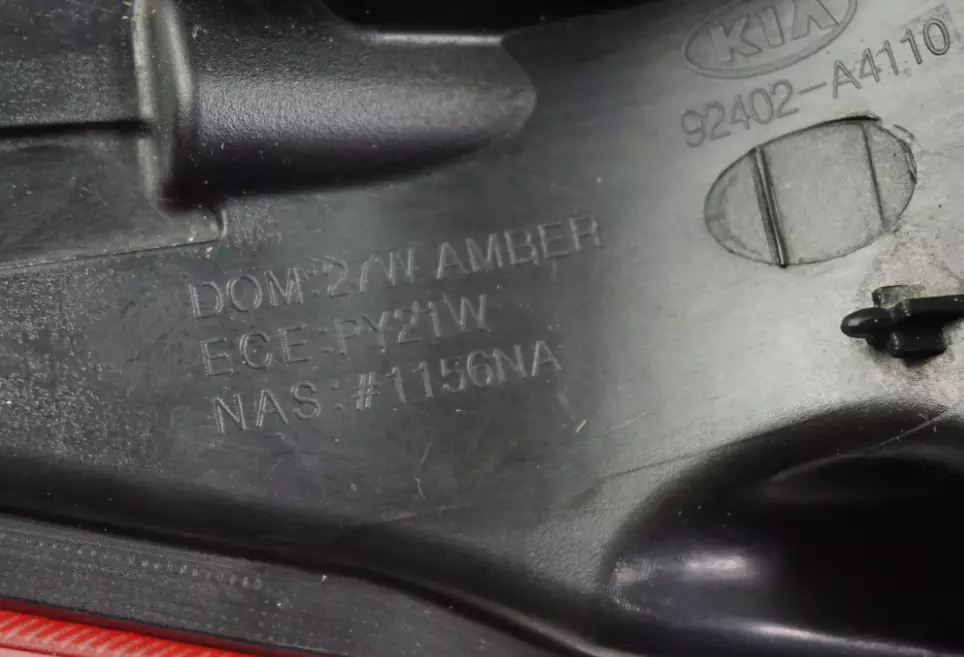 KIA
92402-A4110
DOM:27W AMBER
ECE:PY21W
NAS:#1156NA